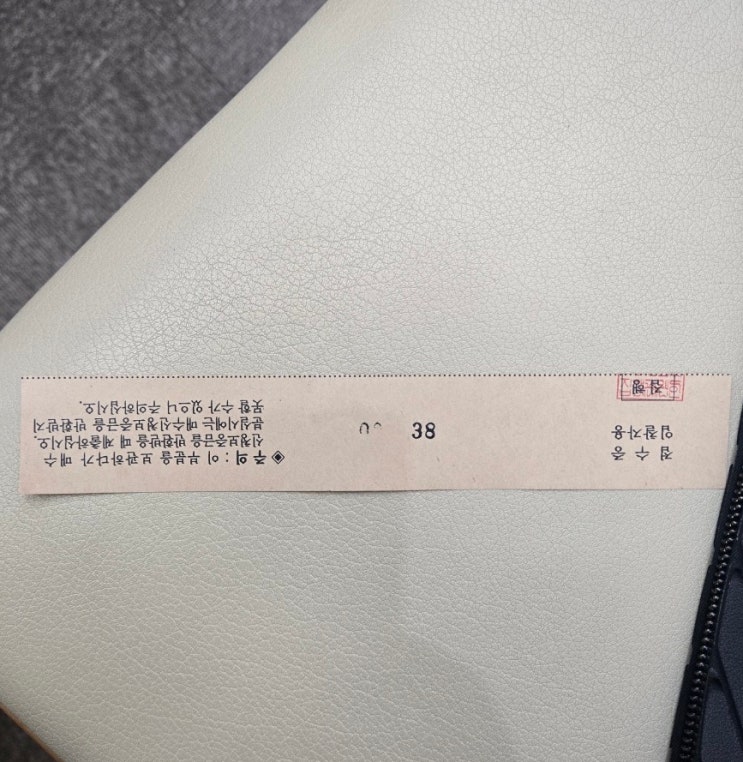 접 수 증
입찰자용
집행
38
◈ 주 의 : 이 부분을 보관하다가 매수
신청보증금을 반환받을 때 제출하십시오.
분실시에는 매수신청보증금을 반환받지
못할 수가 있으니 주의하십시오.